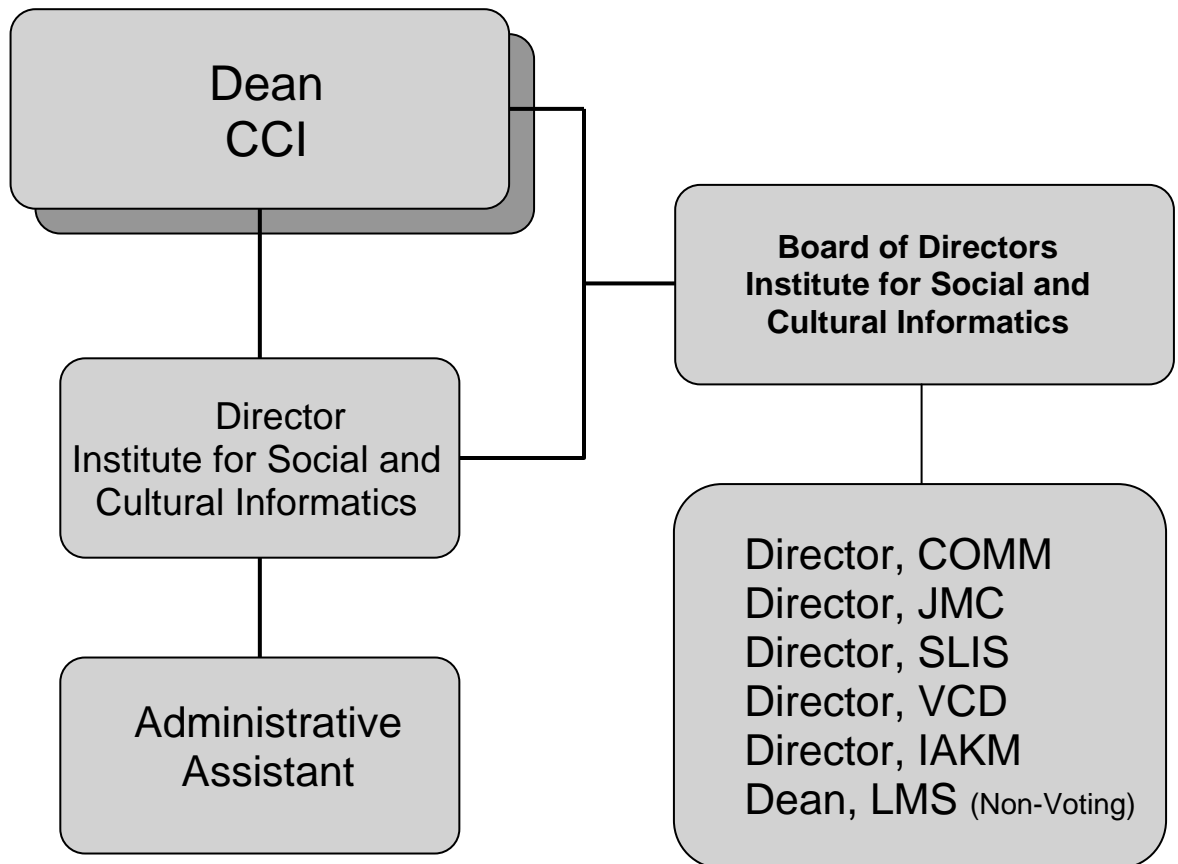 Dean
CCI
Board of Directors
Institute for Social and
Cultural Informatics
Director
Institute for Social and
Cultural Informatics
Director, COMM
Director, JMC
Director, SLIS
Director, VCD
Director, IAKM
Dean, LMS (Non-Voting)
Administrative
Assistant